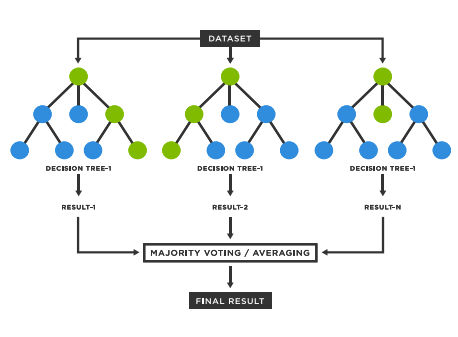 DATASET
DECISION TREE-1 DECISION TREE-1 DECISION TREE-1
RESULT-1 RESULT-2 RESULT-N
MAJORITY VOTING / AVERAGING
FINAL RESULT